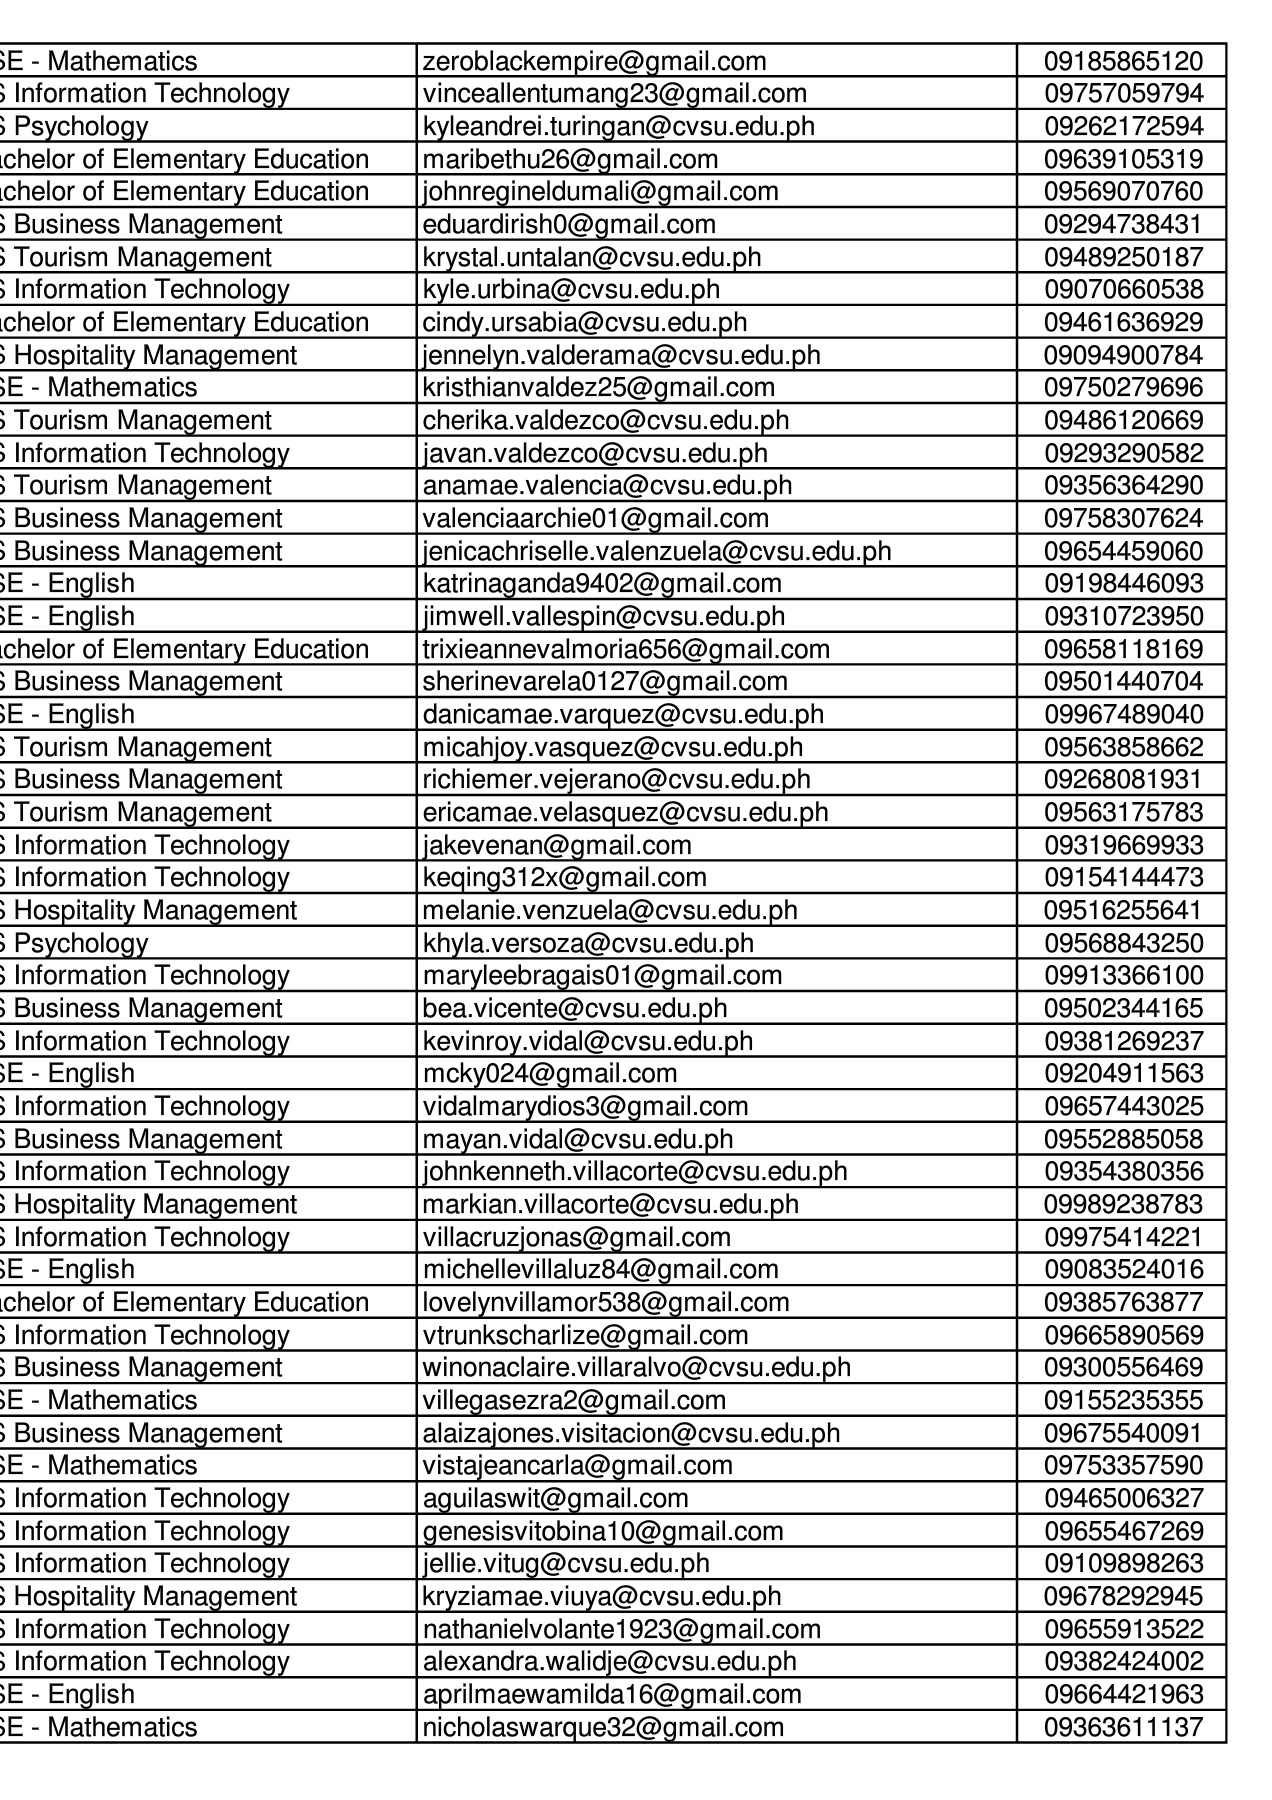 SE - Mathematics zeroblackempire@gmail.com 09185865120
S Information Technology vinceallentumang23@gmail.com 09757059794
S Psychology kyleandrei.turingan@cvsu.edu.ph 09262172594
achelor of Elementary Education maribethu26@gmail.com 09639105319
achelor of Elementary Education johnregineldumali@gmail.com 09569070760
S Business Management eduardirish0@gmail.com 09294738431
S Tourism Management krystal.untalan@cvsu.edu.ph 09489250187
S Information Technology kyle.urbina@cvsu.edu.ph 09070660538
achelor of Elementary Education cindy.ursabia@cvsu.edu.ph 09461636929
S Hospitality Management jennelyn.valderama@cvsu.edu.ph 09094900784
SE - Mathematics kristhianvaldez25@gmail.com 09750279696
S Tourism Management cherika.valdezco@cvsu.edu.ph 09486120669
S Information Technology javan.valdezco@cvsu.edu.ph 09293290582
S Tourism Management anamae.valencia@cvsu.edu.ph 09356364290
S Business Management valenciaarchie01@gmail.com 09758307624
S Business Management jenicachriselle.valenzuela@cvsu.edu.ph 09654459060
SE - English katrinaganda9402@gmail.com 09198446093
SE - English jimwell.vallespin@cvsu.edu.ph 09310723950
achelor of Elementary Education trixieannevalmoria656@gmail.com 09658118169
S Business Management sherinevarela0127@gmail.com 09501440704
SE - English danicamae.varquez@cvsu.edu.ph 09967489040
S Tourism Management micahjoy.vasquez@cvsu.edu.ph 09563858662
S Business Management richiemer.vejerano@cvsu.edu.ph 09268081931
S Tourism Management ericamae.velasquez@cvsu.edu.ph 09563175783
S Information Technology jakevenan@gmail.com 09319669933
S Information Technology keqing312x@gmail.com 09154144473
S Hospitality Management melanie.venzuela@cvsu.edu.ph 09516255641
S Psychology khyla.versoza@cvsu.edu.ph 09568843250
S Information Technology maryleebragais01@gmail.com 09913366100
S Business Management bea.vicente@cvsu.edu.ph 09502344165
S Information Technology kevinroy.vidal@cvsu.edu.ph 09381269237
SE - English mcky024@gmail.com 09204911563
S Information Technology vidalmarydios3@gmail.com 09657443025
S Business Management mayan.vidal@cvsu.edu.ph 09552885058
S Information Technology johnkenneth.villacorte@cvsu.edu.ph 09354380356
S Hospitality Management markian.villacorte@cvsu.edu.ph 09989238783
S Information Technology villacruzjonas@gmail.com 09975414221
SE - English michellevillaluz84@gmail.com 09083524016
achelor of Elementary Education lovelynvillamor538@gmail.com 09385763877
S Information Technology vtrunkscharlize@gmail.com 09665890569
S Business Management winonaclaire.villaralvo@cvsu.edu.ph 09300556469
SE - Mathematics villegasezra2@gmail.com 09155235355
S Business Management alaizajones.visitacion@cvsu.edu.ph 09675540091
SE - Mathematics vistajeancarla@gmail.com 09753357590
S Information Technology aguilaswit@gmail.com 09465006327
S Information Technology genesisvitobina10@gmail.com 09655467269
S Information Technology jellie.vitug@cvsu.edu.ph 09109898263
S Hospitality Management kryziamae.viuya@cvsu.edu.ph 09678292945
S Information Technology nathanielvolante1923@gmail.com 09655913522
S Information Technology alexandra.walidje@cvsu.edu.ph 09382424002
SE - English aprilmaewamilda16@gmail.com 09664421963
SE - Mathematics nicholaswarque32@gmail.com 09363611137